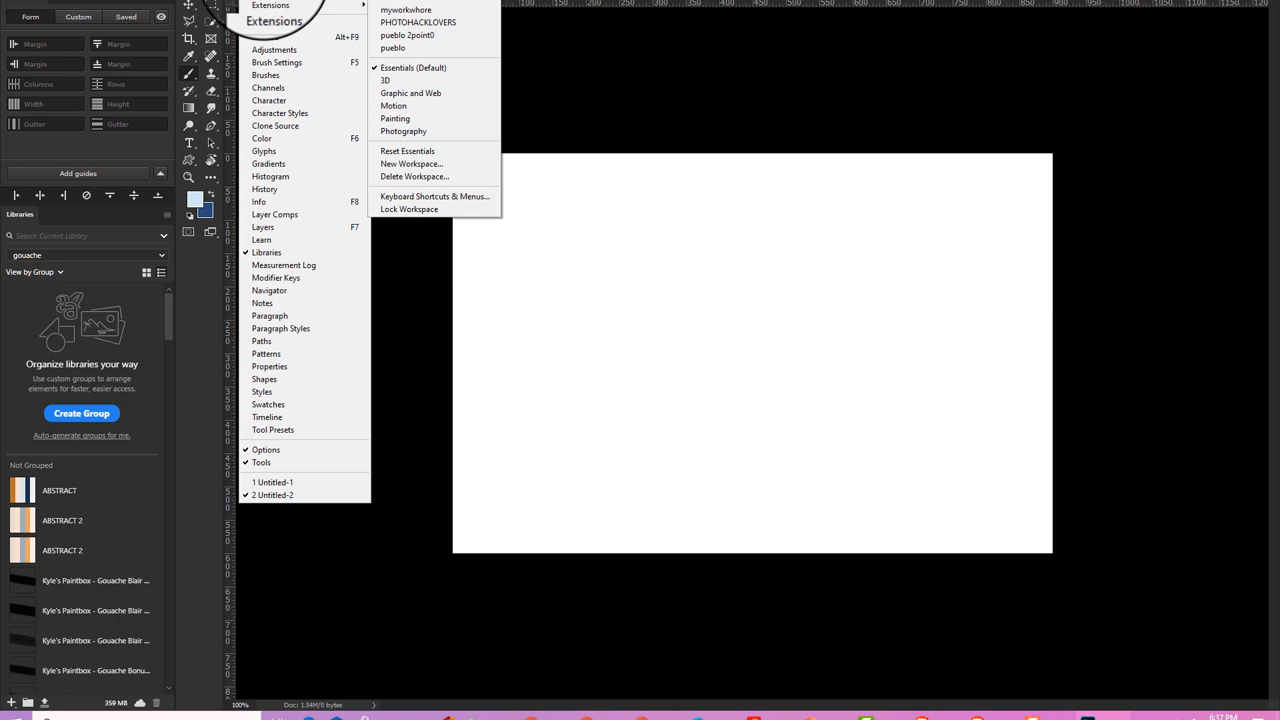 Form
Custom
Saved
Margin
Margin
Margin
Margin
Columns
Rows
Width
Height
Gutter
Gutter
Add guides
Libraries
Search Current Library
gouache
View by Group
Organize libraries your way
Use custom groups to arrange
elements for faster, easier access.
Create Group
Auto-generate groups for me.
Not Grouped
ABSTRACT
ABSTRACT 2
ABSTRACT 2
Kyle's Paintbox - Gouache Blair ...
Kyle's Paintbox - Gouache Blair ...
Kyle's Paintbox - Gouache Blair ...
Kyle's Paintbox - Gouache Bonu...
359 MB
Extensions
Extensions
Alt+F9
Adjustments
Brush Settings F5
Brushes
Channels
Character
Character Styles
Clone Source
Color F6
Glyphs
Gradients
Histogram
History
Info F8
Layer Comps
Layers F7
Learn
Libraries
Measurement Log
Modifier Keys
Navigator
Notes
Paragraph
Paragraph Styles
Paths
Patterns
Properties
Shapes
Styles
Swatches
Timeline
Tool Presets
Options
Tools
1 Untitled-1
2 Untitled-2
myworkwhore
PHOTOHACKLOVERS
pueblo 2point0
pueblo
Essentials (Default)
3D
Graphic and Web
Motion
Painting
Photography
Reset Essentials
New Workspace...
Delete Workspace...
Keyboard Shortcuts & Menus...
Lock Workspace
100%
Doc: 1.54M/0 bytes
6:37 PM